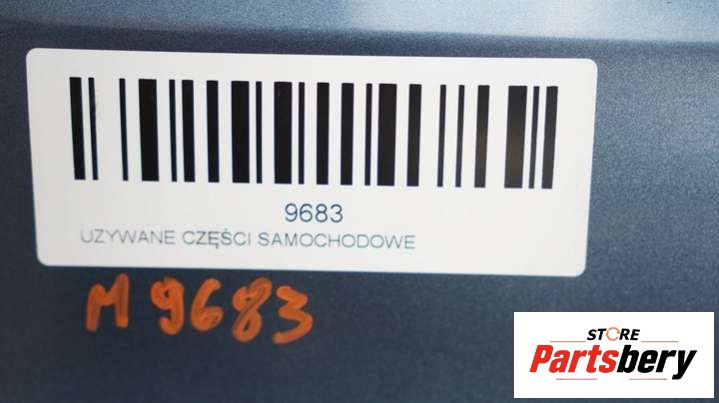 9683
UZYWANE CZĘŚCI SAMOCHODOWE
M 9683
STORE
Partsbery